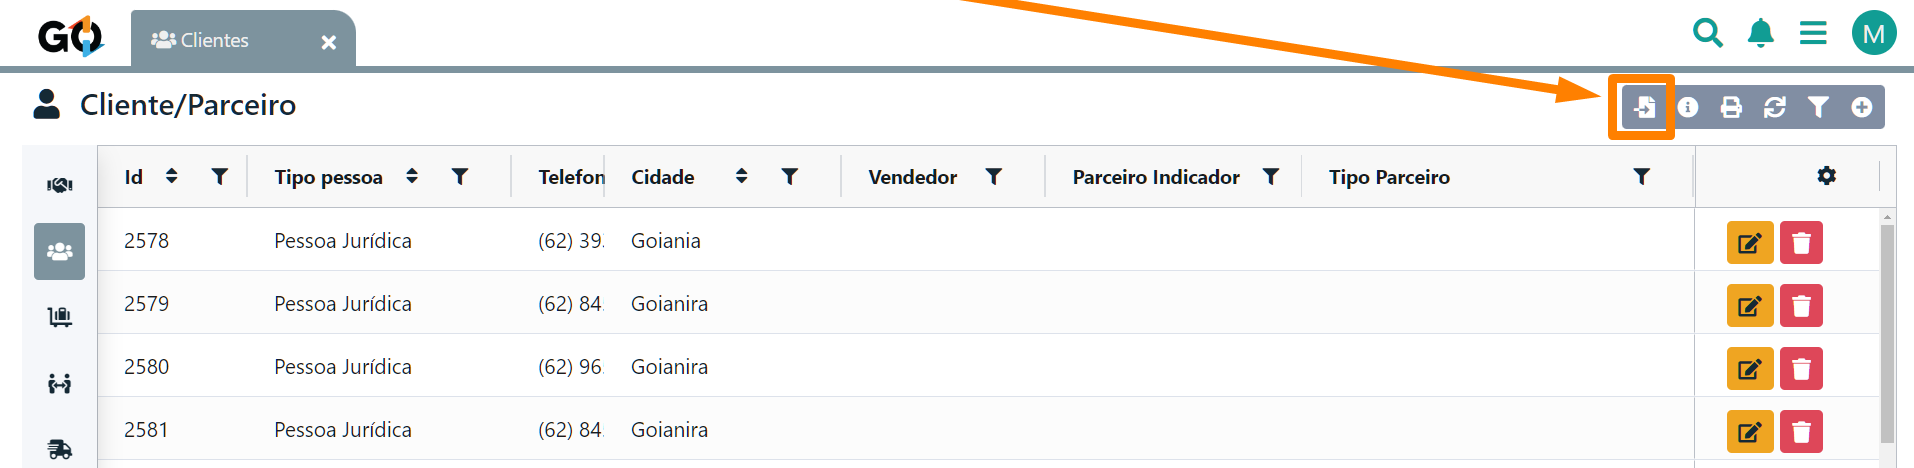 GO
Clientes
M
Cliente/Parceiro
Id Tipo pessoa Telefon Cidade Vendedor Parceiro Indicador Tipo Parceiro
2578 Pessoa Jurídica (62) 39 Goiania
2579 Pessoa Jurídica (62) 84 Goianira
2580 Pessoa Jurídica (62) 96 Goianira
2581 Pessoa Jurídica (62) 84 Goianira